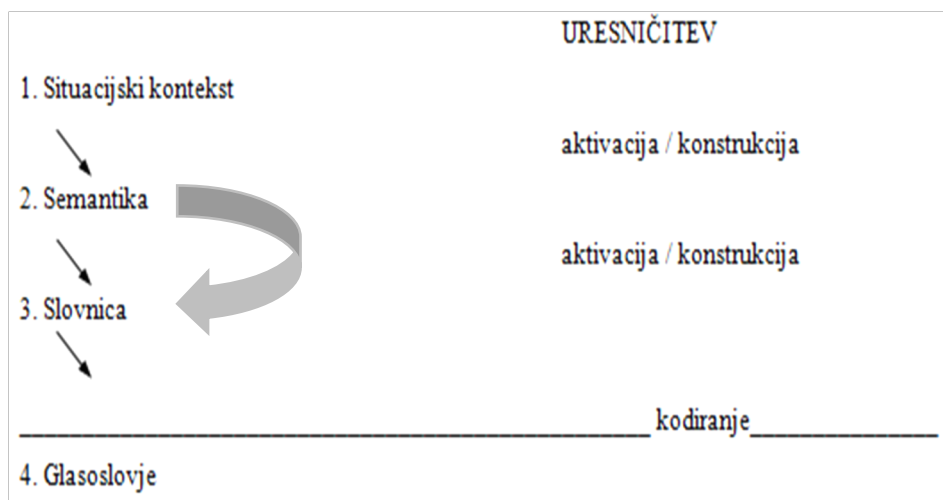 URESNIČITEV
1. Situacijski kontekst
aktivacija / konstrukcija
2. Semantika
aktivacija / konstrukcija
3. Slovnica
kodiranje
4. Glasoslovje